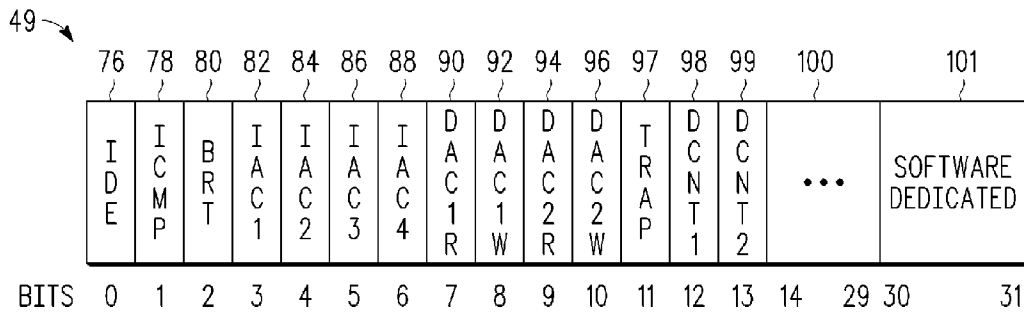 49
76 78 80 82 84 86 88 90 92 94 96 97 98 99 100 101
IDE ICMP BRT IAC1 IAC2 IAC3 IAC4 DAC1R DAC1W DAC2R DAC2W TRAP DCNT1 DCNT2 ••• SOFTWARE
DEDICATED
BITS 0 1 2 3 4 5 6 7 8 9 10 11 12 13 14 29 30 31